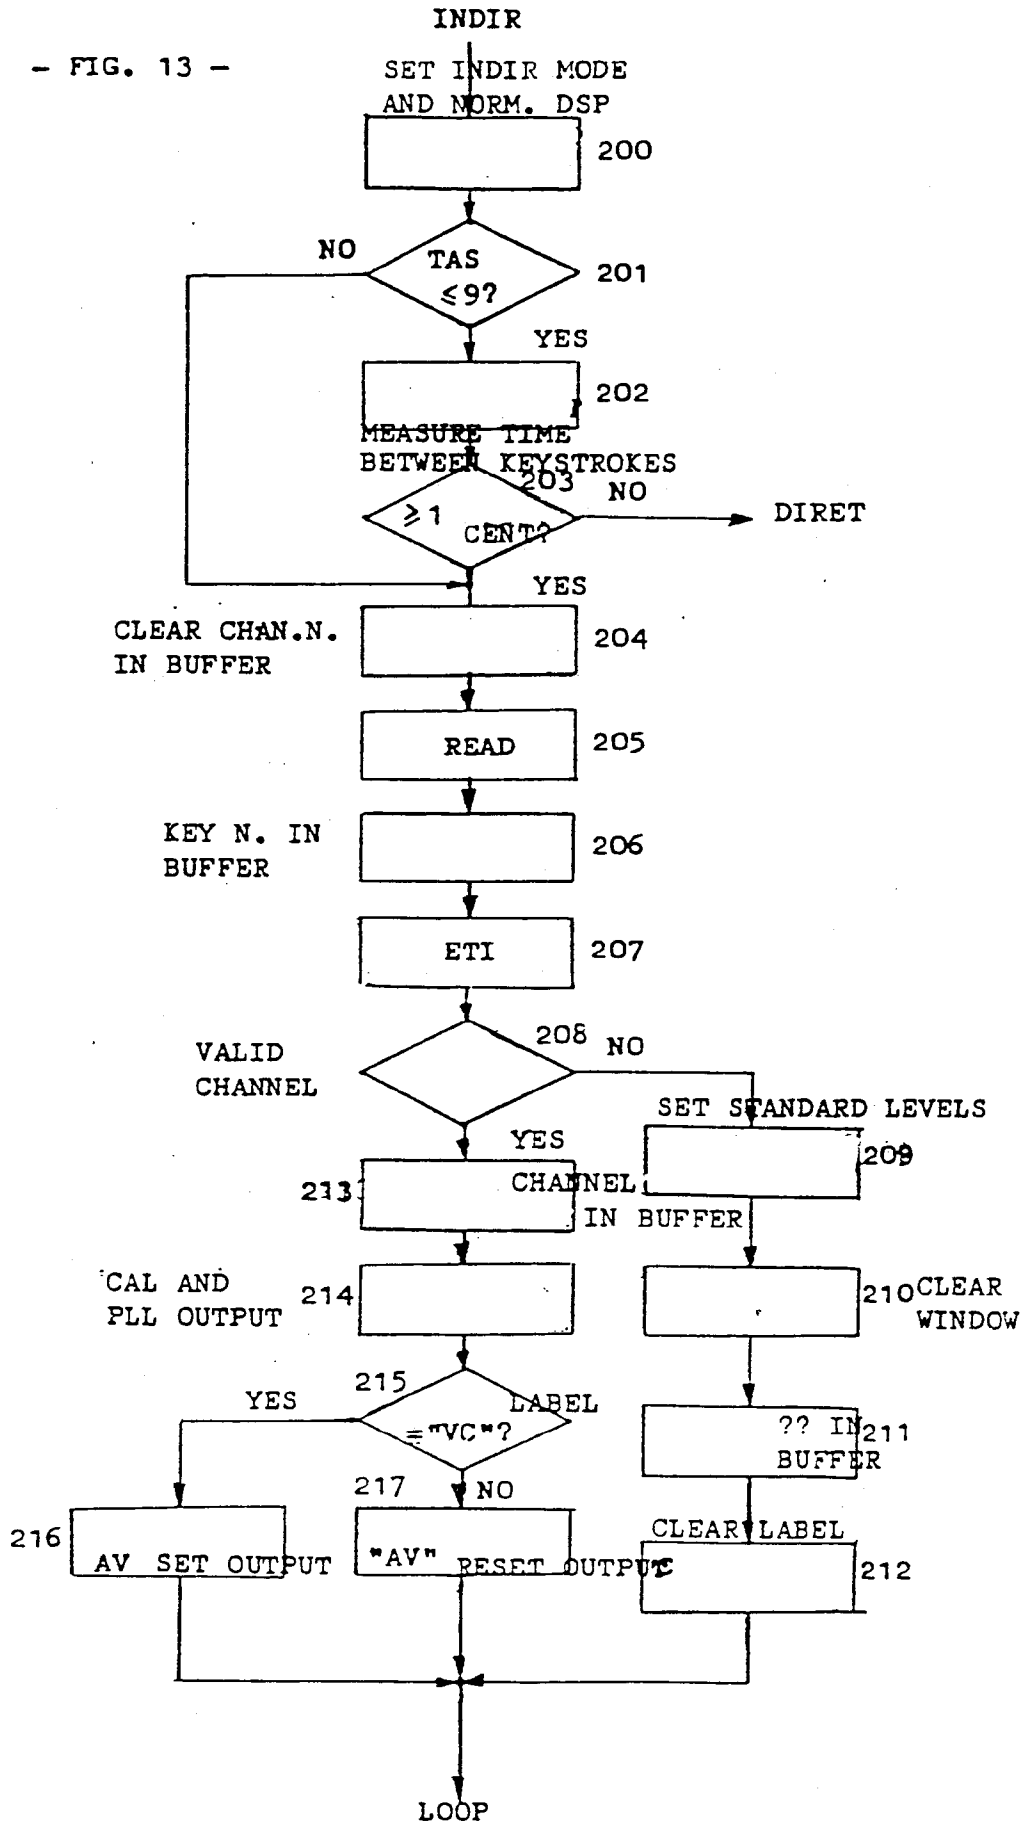 INDIR
- FIG. 13 -
SET INDIR MODE
AND NORM. DSP
200
NO
TAS
≤9?
201
YES
202
MEASURE TIME
BETWEEN KEYSTROKES
203
NO
≥1
CENT?
DIRET
YES
CLEAR CHAN.N.
IN BUFFER
204
READ
205
KEY N. IN
BUFFER
206
ETI
207
208
NO
VALID
CHANNEL
SET STANDARD LEVELS
YES
209
213
CHANNEL
IN BUFFER
CAL AND
PLL OUTPUT
214
210
CLEAR
WINDOW
215
YES
LABEL
="VC"?
?? IN
BUFFER
211
217
NO
216
AV SET OUTPUT
"AV" RESET OUTPUT
CLEAR LABEL
212
LOOP